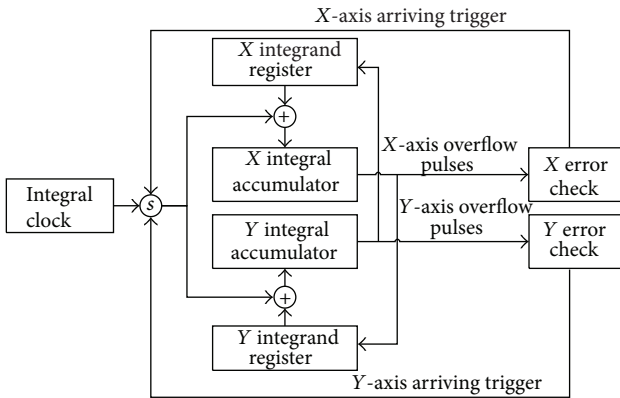 X-axis arriving trigger
X integrand
register
+
X integral
accumulator
X-axis overflow
pulses
X error
check
Integral
clock
s
Y integral
accumulator
Y-axis overflow
pulses
Y error
check
+
Y integrand
register
Y-axis arriving trigger